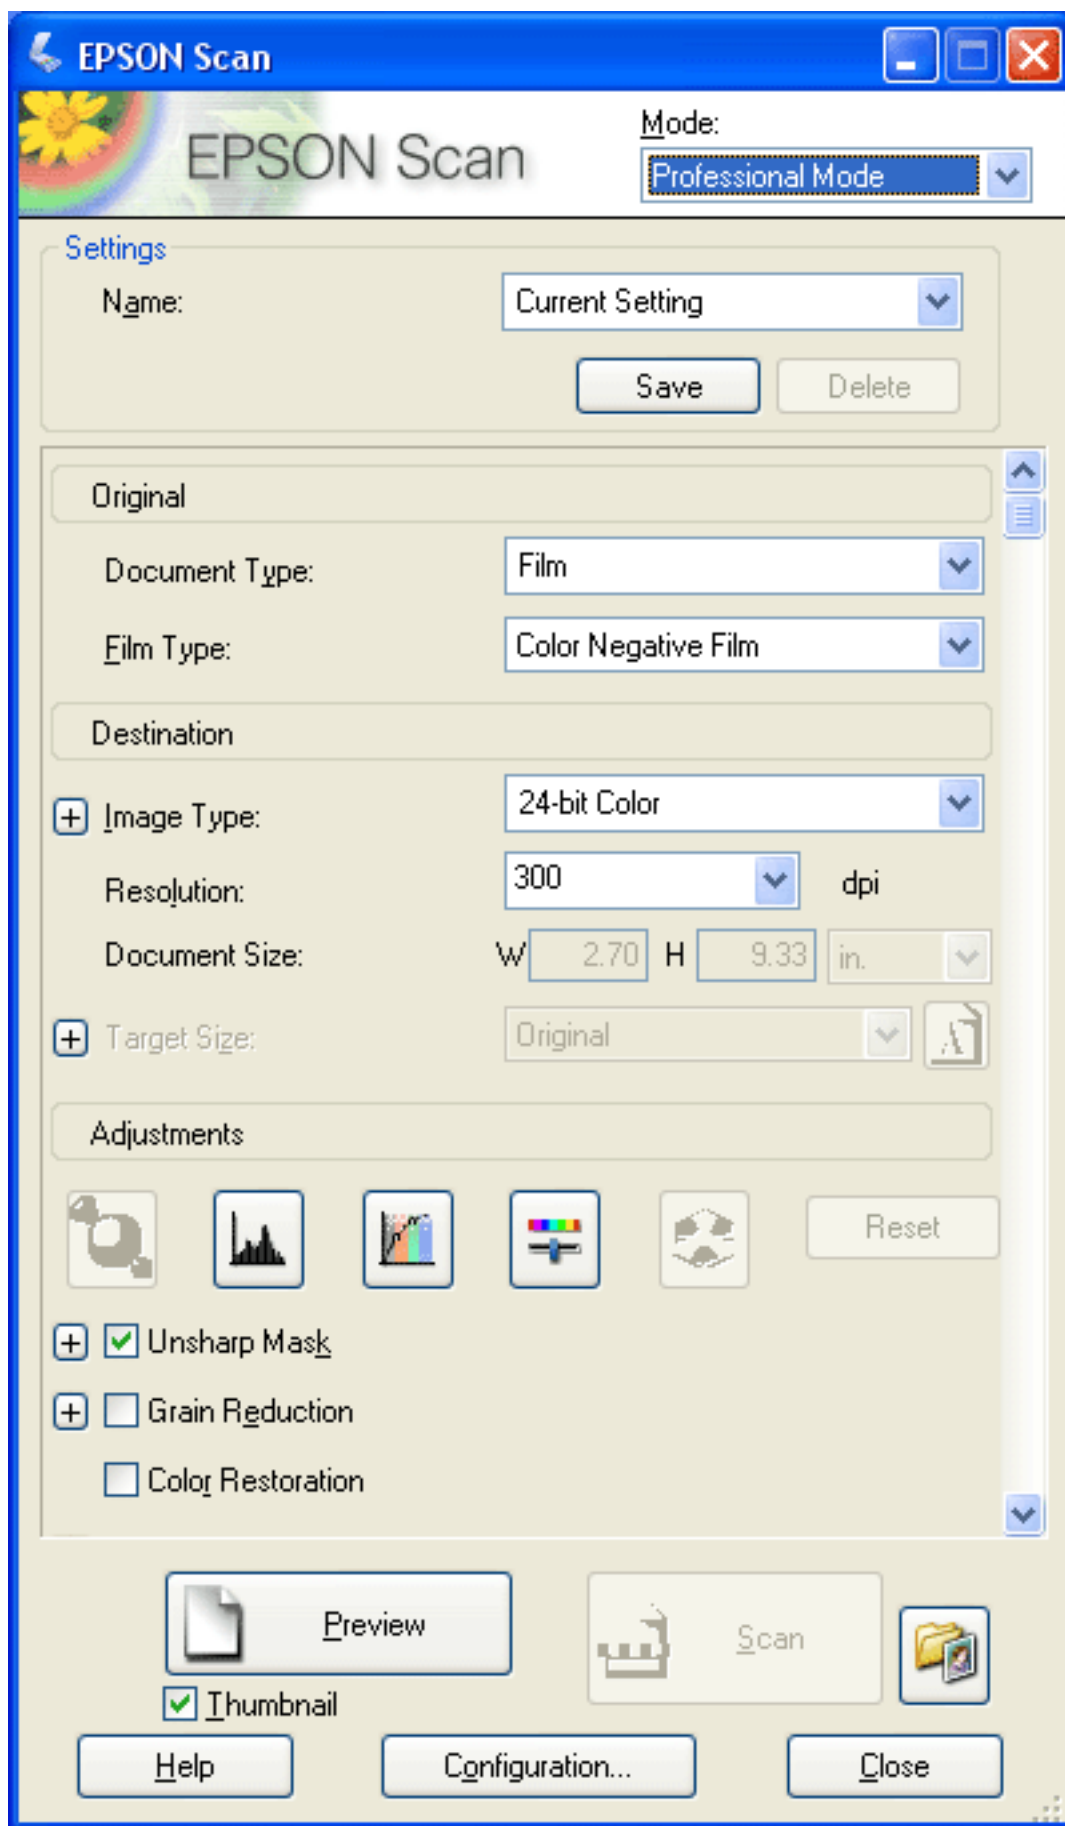 EPSON Scan
EPSON Scan
Mode:
Professional Mode
Settings
Name: Current Setting
Save Delete
Original
Document Type: Film
Film Type: Color Negative Film
Destination
Image Type: 24-bit Color
Resolution: 300 dpi
Document Size: W 2.70 H 9.33 in.
Target Size: Original A
Adjustments
Reset
Unsharp Mask
Grain Reduction
Color Restoration
Preview Scan
Thumbnail
Help Configuration... Close